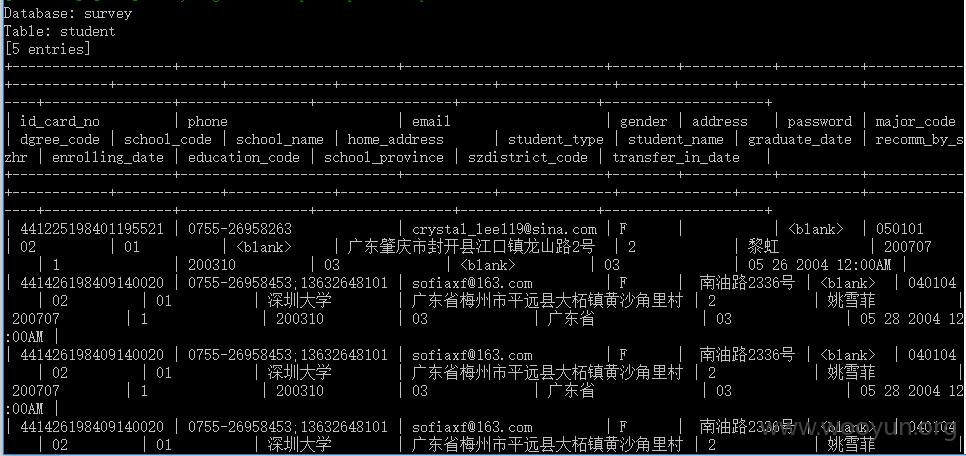 Database: survey
Table: student
[5 entries]
| id_card_no | phone | email | gender | address | password | major_code
| dgree_code | school_code | school_name | home_address | student_type | student_name | graduate_date | recomm_by_s
zhr | enrolling_date | education_code | school_province | szdistrict_code | transfer_in_date |
| 441225198401195521 | 0755-26958263 | crystal_lee119@sina.com | F | | <blank> | 050101
| 02 | 01 | <blank> | 广东肇庆市封开县江口镇龙山路2号 | 2 | 黎虹 | 200707
| 1 | 200310 | 03 | <blank> | 03 | 05 26 2004 12:00AM |
| 441426198409140020 | 0755-26958453;13632648101 | sofiaxf@163.com | F | 南油路2336号 | <blank> | 040104
| 02 | 01 | 深圳大学 | 广东省梅州市平远县大柘镇黄沙角里村 | 2 | 姚雪菲 |
200707 | 1 | 200310 | 03 | 广东省 | 03 | 05 28 2004 12
:00AM |
| 441426198409140020 | 0755-26958453;13632648101 | sofiaxf@163.com | F | 南油路2336号 | <blank> | 040104
| 02 | 01 | 深圳大学 | 广东省梅州市平远县大柘镇黄沙角里村 | 2 | 姚雪菲 |
200707 | 1 | 200310 | 03 | 广东省 | 03 | 05 28 2004 12
:00AM |
| 441426198409140020 | 0755-26958453;13632648101 | sofiaxf@163.com | F | 南油路2336号 | <blank> | 040104
| 02 | 01 | 深圳大学 | 广东省梅州市平远县大柘镇黄沙角里村 | 2 | 姚雪菲 |
www.wooyun.org